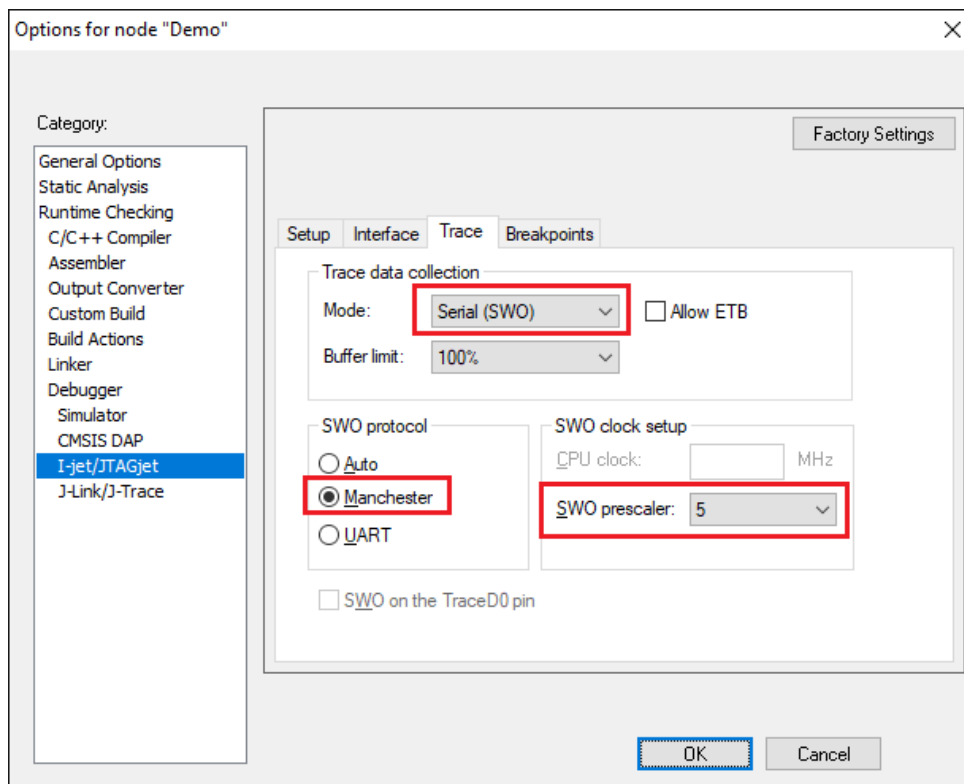 Options for node "Demo"
Category:
General Options
Static Analysis
Runtime Checking
C/C++ Compiler
Assembler
Output Converter
Custom Build
Build Actions
Linker
Debugger
Simulator
CMSIS DAP
I-jet/JTAGjet
J-Link/J-Trace
Factory Settings
Setup Interface Trace Breakpoints
Trace data collection
Mode: Serial (SWO) Allow ETB
Buffer limit: 100%
SWO protocol
Auto
Manchester
UART
SWO clock setup
CPU clock: MHz
SWO prescaler: 5
SWO on the TraceD0 pin
OK Cancel